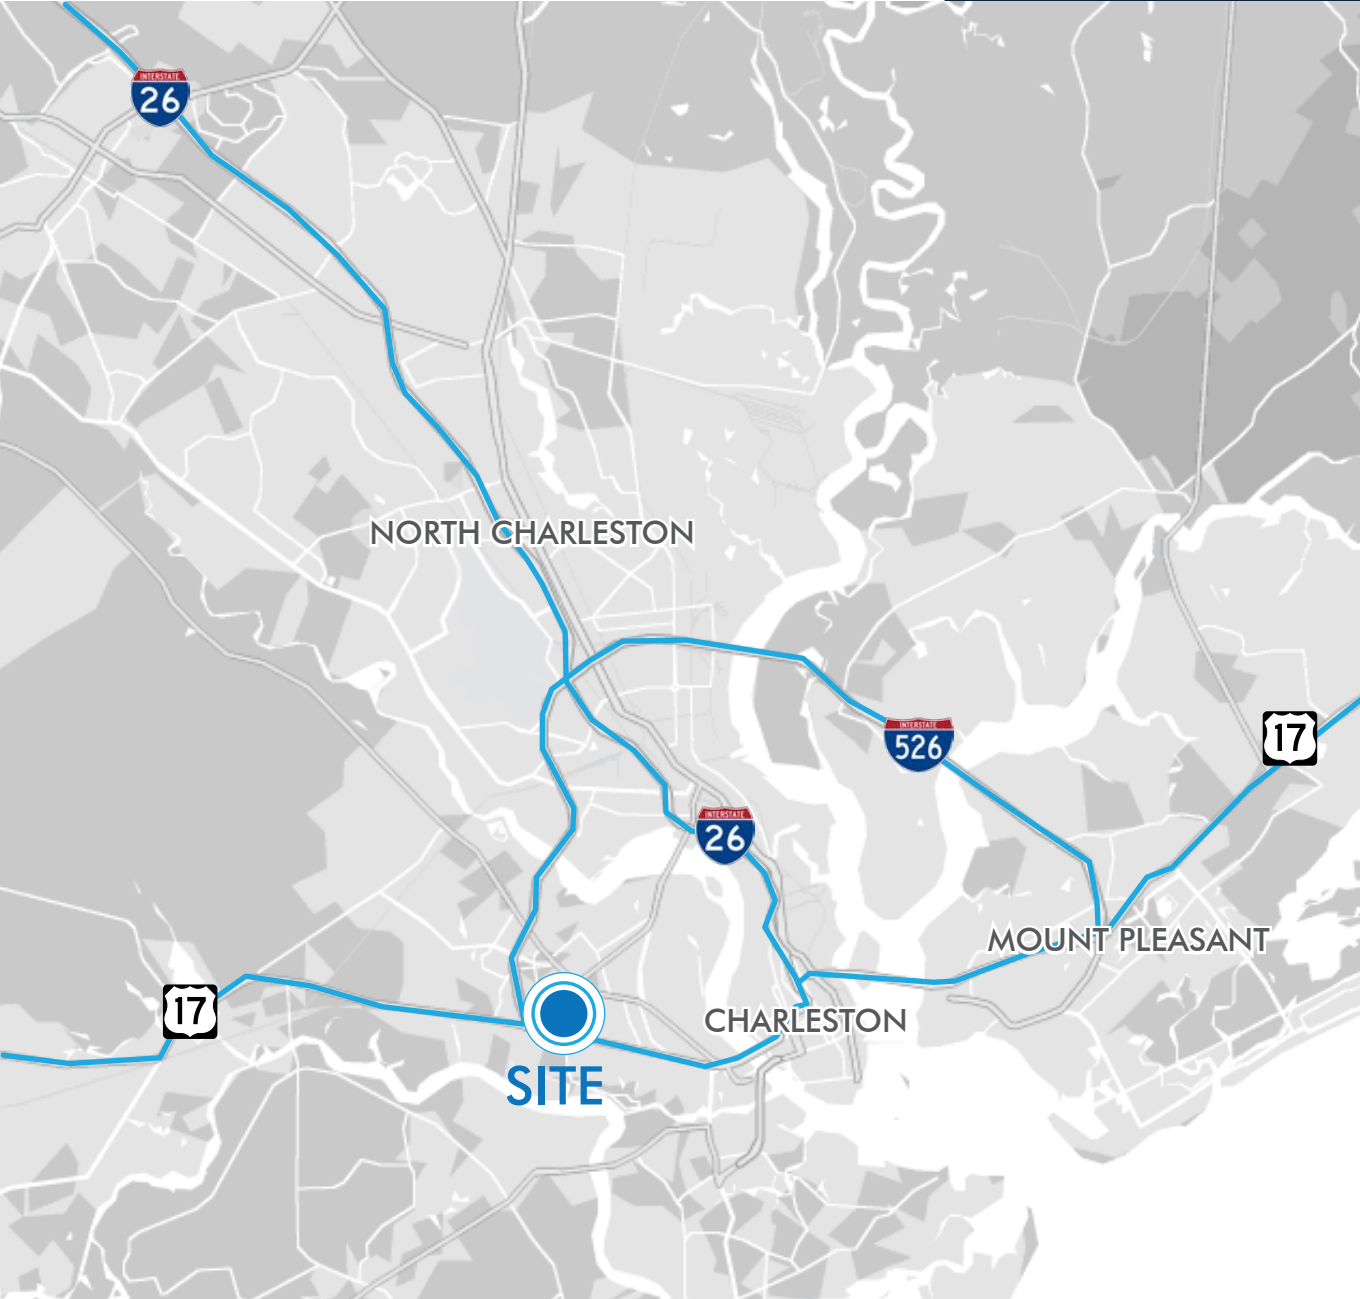 INTERSTATE
26
NORTH CHARLESTON
INTERSTATE
526
17
INTERSTATE
26
MOUNT PLEASANT
17
CHARLESTON
SITE